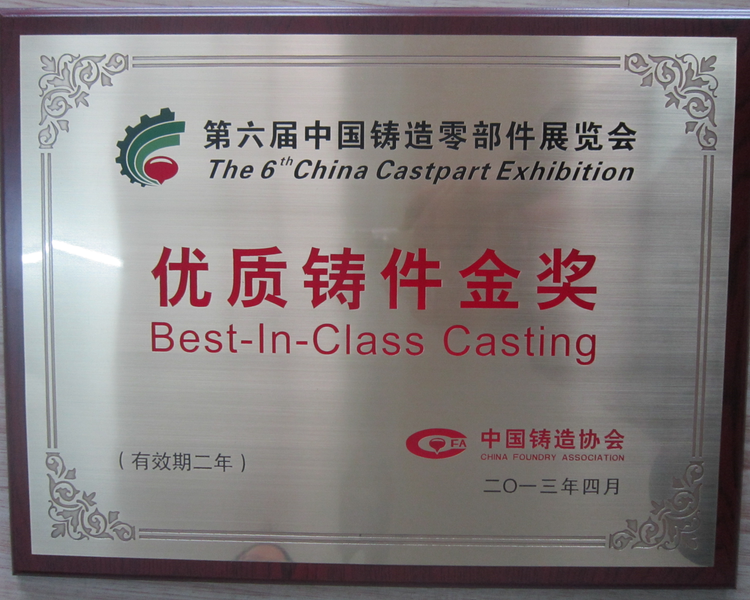 第六届中国铸造零部件展览会
The 6th China Castpart Exhibition
优质铸件金奖
Best-In-Class Casting
FA 中国铸造协会
CHINA FOUNDRY ASSOCIATION
（有效期二年）
二〇一三年四月